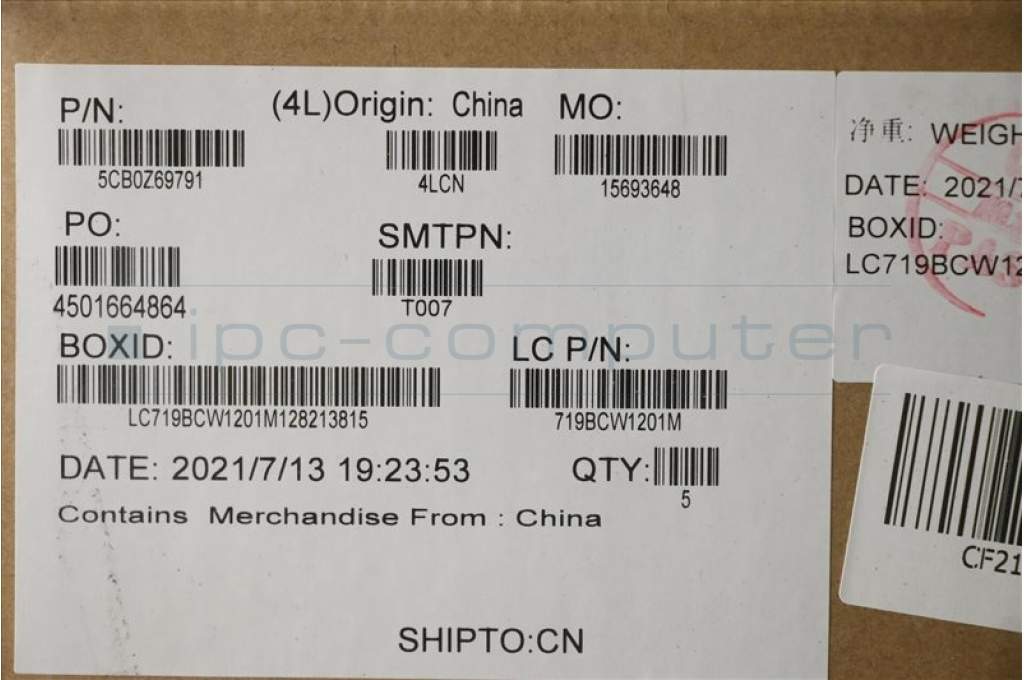 P/N: (4L)Origin: China MO:
5CB0Z69791 4LCN 15693648
PO: SMTPN:
4501664864 T007
BOXID: LC P/N:
LC719BCW1201M128213815 719BCW1201M
DATE: 2021/7/13 19:23:53 QTY:
5
Contains Merchandise From : China
SHIPTO:CN
净重: WEIGH
DATE: 2021/7
BOXID:
LC719BCW12
CF21
ipc-computer